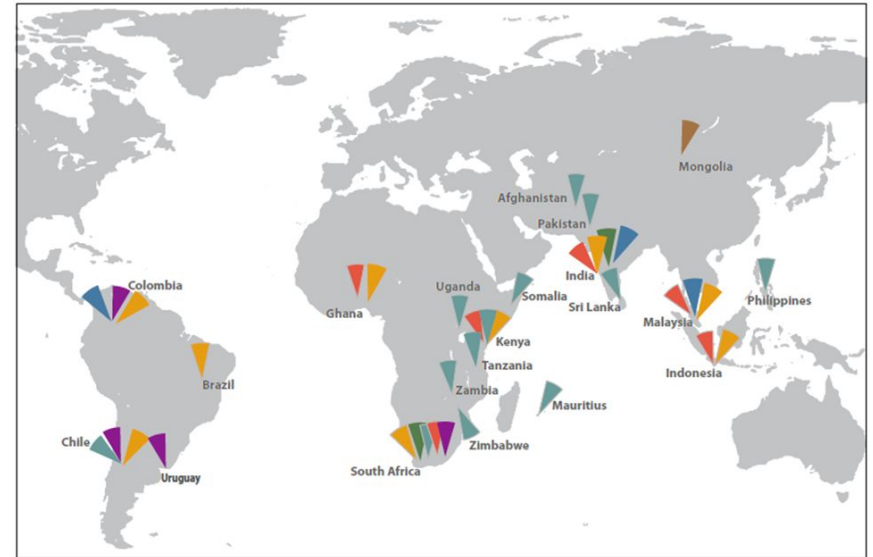 Mongolia
Afghanistan
Pakistan
India
Sri Lanka
Philippines
Malaysia
Indonesia
Colombia
Brazil
Chile
Uruguay
Ghana
Uganda
Somalia
Kenya
Tanzania
Zambia
Mauritius
Zimbabwe
South Africa